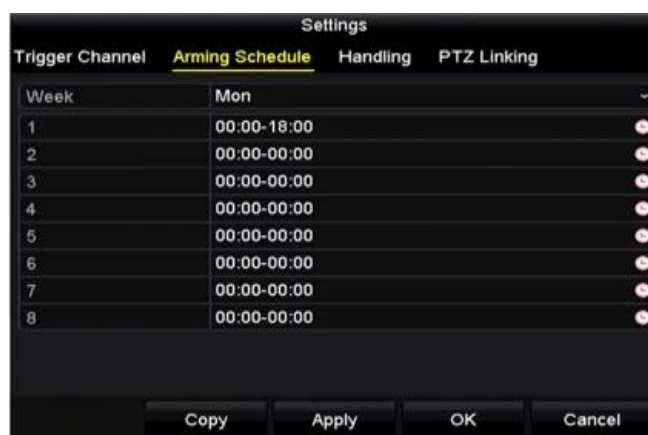 Settings
Trigger Channel Arming Schedule Handling PTZ Linking
Week Mon
1 00:00-18:00
2 00:00-00:00
3 00:00-00:00
4 00:00-00:00
5 00:00-00:00
6 00:00-00:00
7 00:00-00:00
8 00:00-00:00
Copy Apply OK Cancel